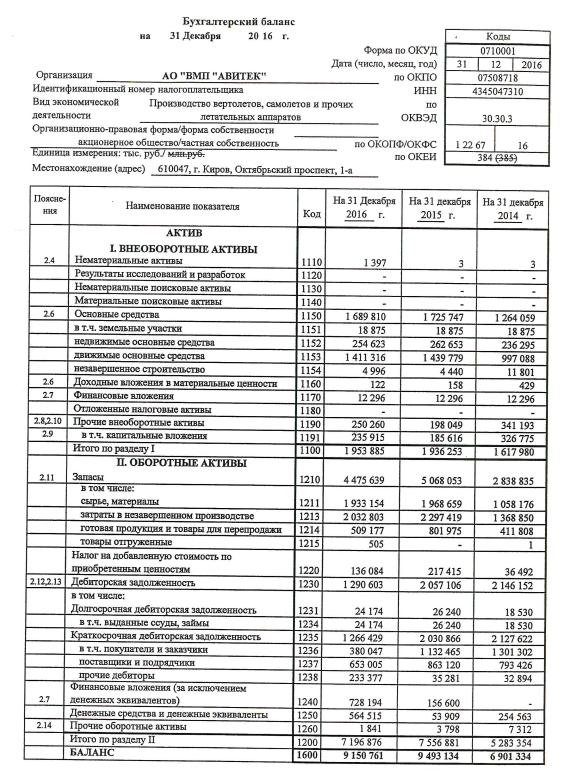 Бухгалтерский баланс
на 31 Декабря 20 16 г.
Коды
Форма по ОКУД 0710001
Дата (число, месяц, год) 31 12 2016
Организация АО "ВМП "АВИТЕК" по ОКПО 07508718
Идентификационный номер налогоплательщика ИНН 4345047310
Вид экономической Производство вертолетов, самолетов и прочих по
деятельности летательных аппаратов ОКВЭД 30.30.3
Организационно-правовая форма/форма собственности
акционерное общество/частная собственность по ОКОПФ/ОКФС 1 22 67 16
Единица измерения: тыс. руб./ млн.руб. по ОКЕИ 384 (385)
Местонахождение (адрес) 610047, г. Киров, Октябрьский проспект, 1-а
Поясне- На 31 Декабря На 31 декабря На 31 декабря
ния Наименование показателя Код 2016 г. 2015 г. 2014 г.
АКТИВ
I. ВНЕОБОРОТНЫЕ АКТИВЫ
2.4 Нематериальные активы 1110 1 397 3 3
Результаты исследований и разработок 1120 - - -
Нематериальные поисковые активы 1130 - - -
Материальные поисковые активы 1140 - - -
2.6 Основные средства 1150 1 689 810 1 725 747 1 264 059
в т.ч. земельные участки 1151 18 875 18 875 18 875
недвижимые основные средства 1152 254 623 262 653 236 295
движимые основные средства 1153 1 411 316 1 439 779 997 088
незавершенное строительство 1154 4 996 4 440 11 801
2.6 Доходные вложения в материальные ценности 1160 122 158 429
2.7 Финансовые вложения 1170 12 296 12 296 12 296
Отложенные налоговые активы 1180 - - -
2.8,2.10 Прочие внеоборотные активы 1190 250 260 198 049 341 193
2.9 в т.ч. капитальные вложения 1191 235 915 185 616 326 775
Итого по разделу I 1100 1 953 885 1 936 253 1 617 980
II. ОБОРОТНЫЕ АКТИВЫ
2.11 Запасы 1210 4 475 639 5 068 053 2 838 835
в том числе:
сырье, материалы 1211 1 933 154 1 968 659 1 058 176
затраты в незавершенном производстве 1213 2 032 803 2 297 419 1 368 850
готовая продукция и товары для перепродажи 1214 509 177 801 975 411 808
товары отгруженные 1215 505 - 1
Налог на добавленную стоимость по
приобретенным ценностям 1220 136 084 217 415 36 492
2.12,2.13 Дебиторская задолженность 1230 1 290 603 2 057 106 2 146 152
в том числе:
Долгосрочная дебиторская задолженность 1231 24 174 26 240 18 530
в т.ч. выданные ссуды, займы 1234 24 174 26 240 18 530
Краткосрочная дебиторская задолженность 1235 1 266 429 2 030 866 2 127 622
в т.ч. покупатели и заказчики 1236 380 047 1 132 465 1 301 302
поставщики и подрядчики 1237 653 005 863 120 793 426
прочие дебиторы 1238 233 377 35 281 32 894
Финансовые вложения (за исключением
2.7 денежных эквивалентов) 1240 728 194 156 600 -
Денежные средства и денежные эквиваленты 1250 564 515 53 909 254 563
2.14 Прочие оборотные активы 1260 1 841 3 798 7 312
Итого по разделу II 1200 7 196 876 7 556 881 5 283 354
БАЛАНС 1600 9 150 761 9 493 134 6 901 334